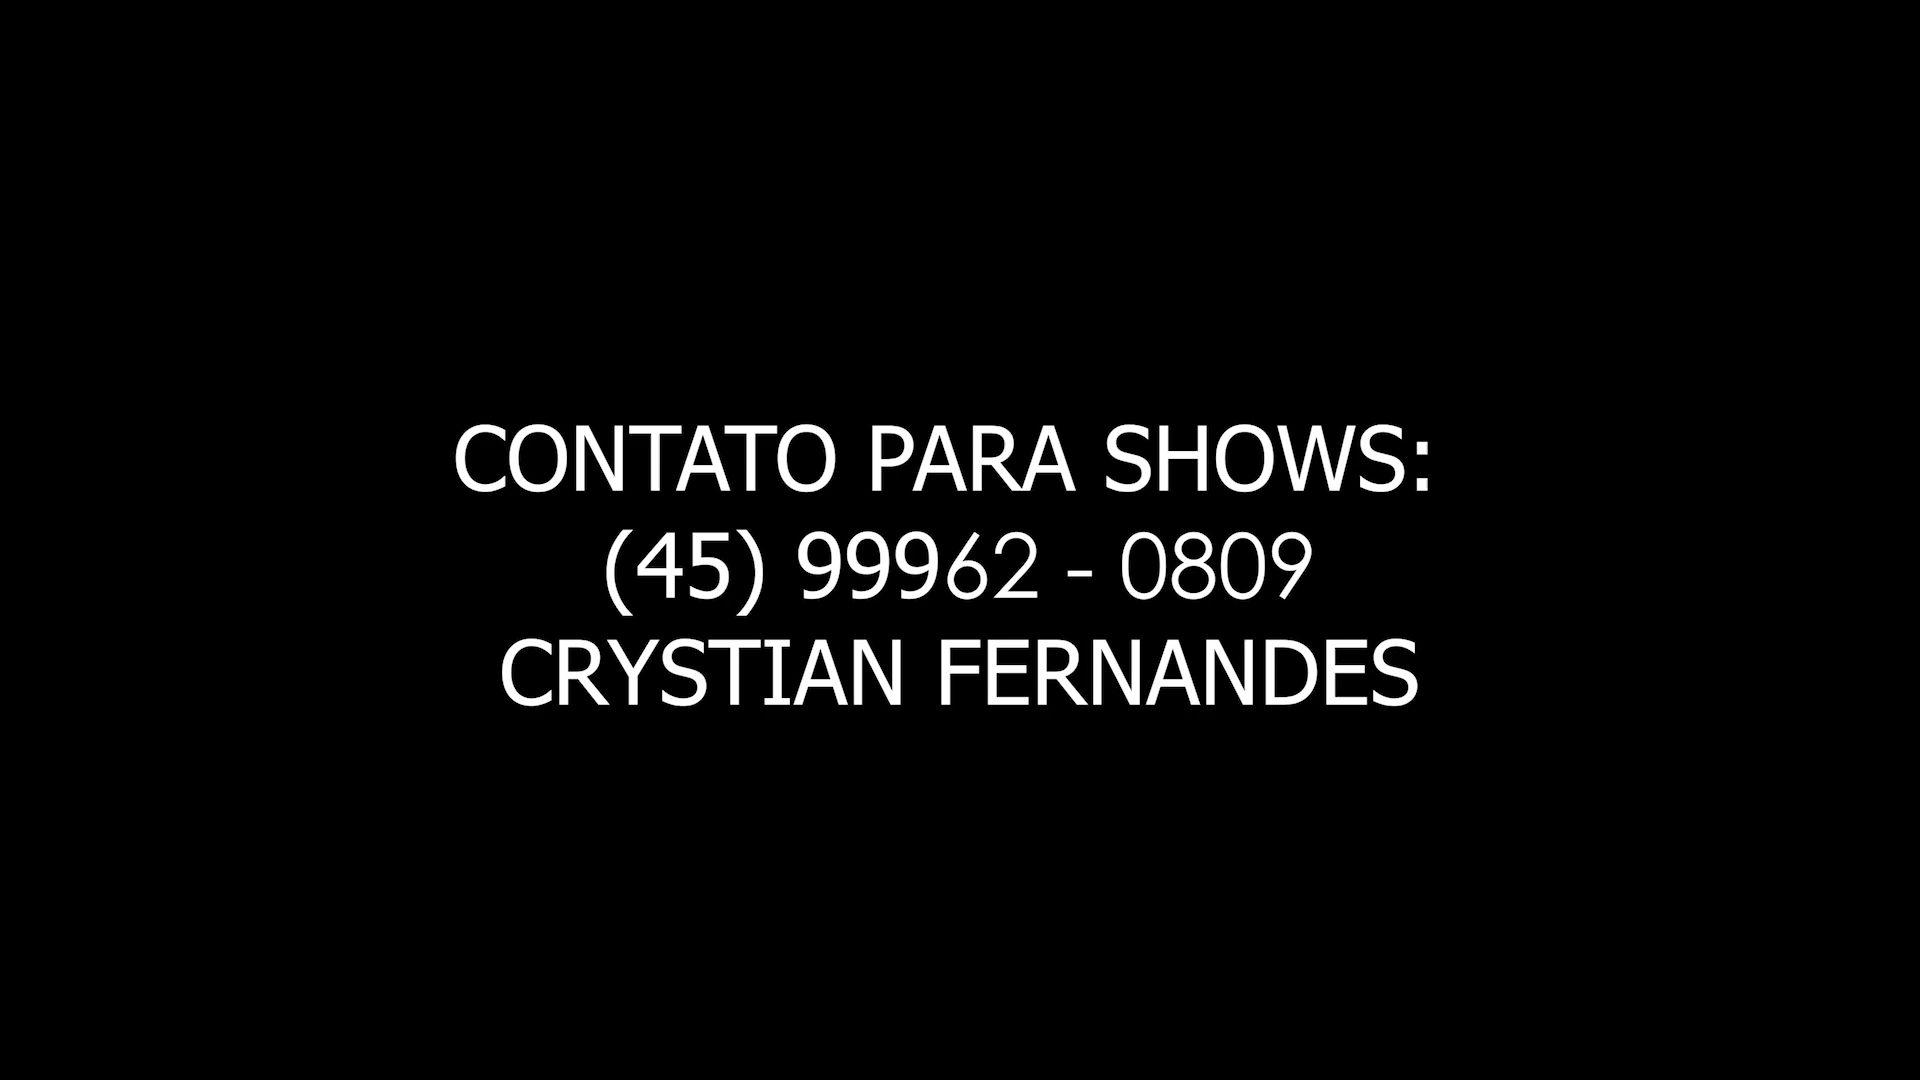 CONTATO PARA SHOWS:
(45) 99962 - 0809
CRYSTIAN FERNANDES